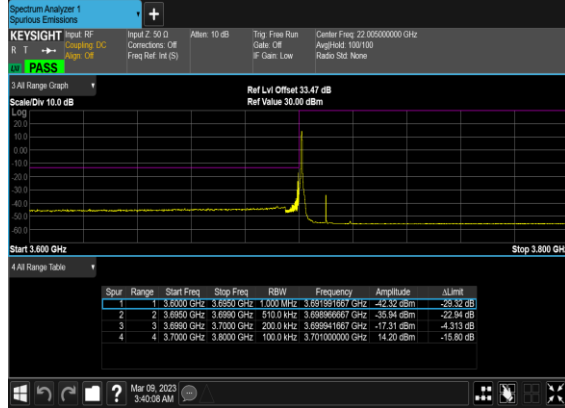 Spectrum Analyzer 1
Spurious Emissions
+
KEYSIGHT Input: RF Input Z: 50 Ω Atten: 10 dB Trig: Free Run Center Freq: 22.005000000 GHz
R T Coupling: DC Corrections: Off Gate: Off Avg|Hold: 100/100
Align: Off Freq Ref: Int (S) IF Gain: Low Radio Std: None
PASS
3 All Range Graph
Ref Lvl Offset 33.47 dB
Scale/Div 10.0 dB Ref Value 30.00 dBm
Log
20.0
10.0
0.00
-10.0
-20.0
-30.0
-40.0
-50.0
-60.0
Start 3.600 GHz Stop 3.800 GH
4 All Range Table
Spur Range Start Freq Stop Freq RBW Frequency Amplitude ΔLimit
1 1 3.6000 GHz 3.6950 GHz 1.000 MHz 3.691991667 GHz -42.32 dBm -29.32 dB
2 2 3.6950 GHz 3.6990 GHz 510.0 kHz 3.698966667 GHz -35.94 dBm -22.94 dB
3 3 3.6990 GHz 3.7000 GHz 200.0 kHz 3.699941667 GHz -17.31 dBm -4.313 dB
4 4 3.7000 GHz 3.8000 GHz 100.0 kHz 3.701000000 GHz 14.20 dBm -15.80 dB
? Mar 09, 2023
3:40:08 AM